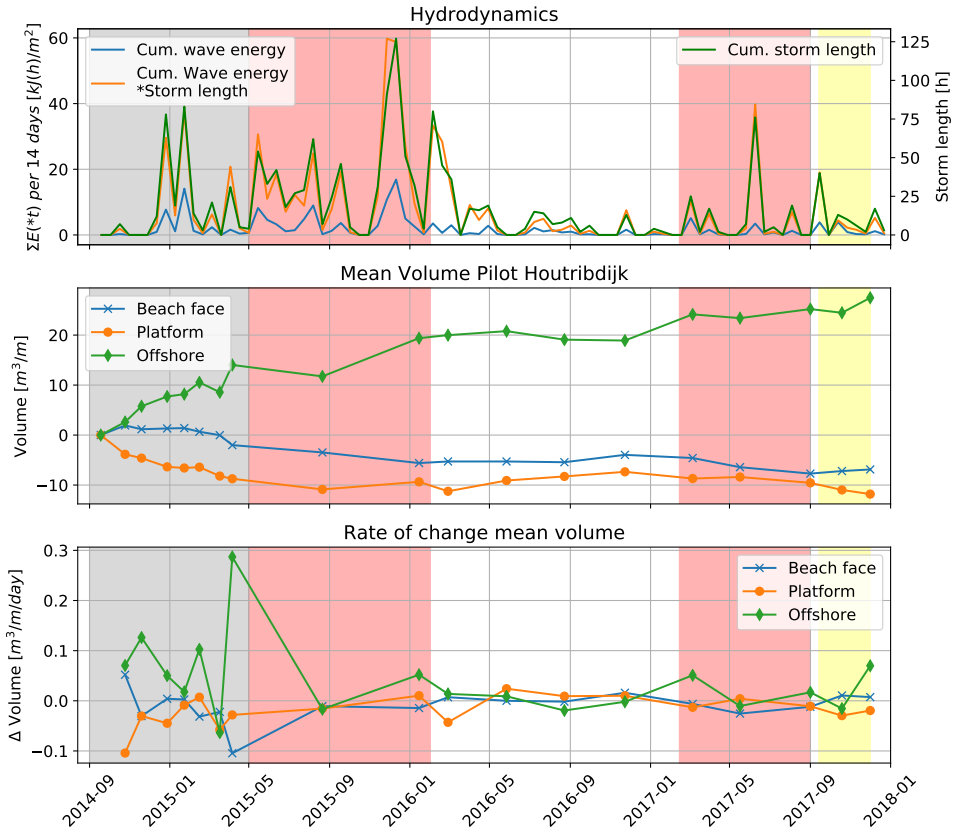 Hydrodynamics
ΣE(*t) per 14 days [kJ(h)/m²]
60
40
20
0
Cum. wave energy
Cum. Wave energy
*Storm length
Cum. storm length
125
100
75
50
25
0
Storm length [h]
Mean Volume Pilot Houtribdijk
Volume [m³/m]
20
10
0
−10
Beach face
Platform
Offshore
Rate of change mean volume
Δ Volume [m³/m/day]
0.3
0.2
0.1
0.0
−0.1
Beach face
Platform
Offshore
2014-09
2015-01
2015-05
2015-09
2016-01
2016-05
2016-09
2017-01
2017-05
2017-09
2018-01